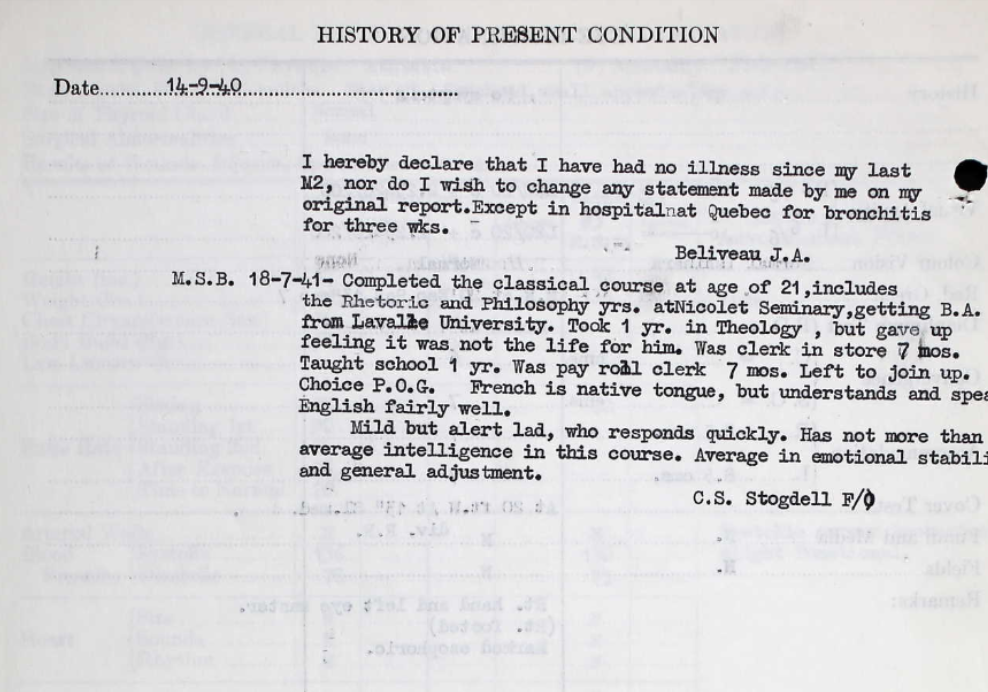 HISTORY OF PRESENT CONDITION
Date 14-9-40
I hereby declare that I have had no illness since my last
M2, nor do I wish to change any statement made by me on my
original report.Except in hospitalnat Quebec for bronchitis
for three wks.
Beliveau J.A.
M.S.B. 18-7-41- Completed the classical course at age of 21,includes
the Rhetoric and Philosophy yrs. atNicolet Seminary,getting B.A.
from University. Took 1 yr. in Theology , but gave up
feeling it was not the life for him. Was clerk in store 7 mos.
Taught school 1 yr. Was pay roll clerk 7 mos. Left to join up.
Choice P.O.G. French is native tongue, but understands and spea
English fairly well.
Mild but alert lad, who responds quickly. Has not more than
average intelligence in this course. Average in emotional stabili
and general adjustment.
C.S. Stogdell F/O